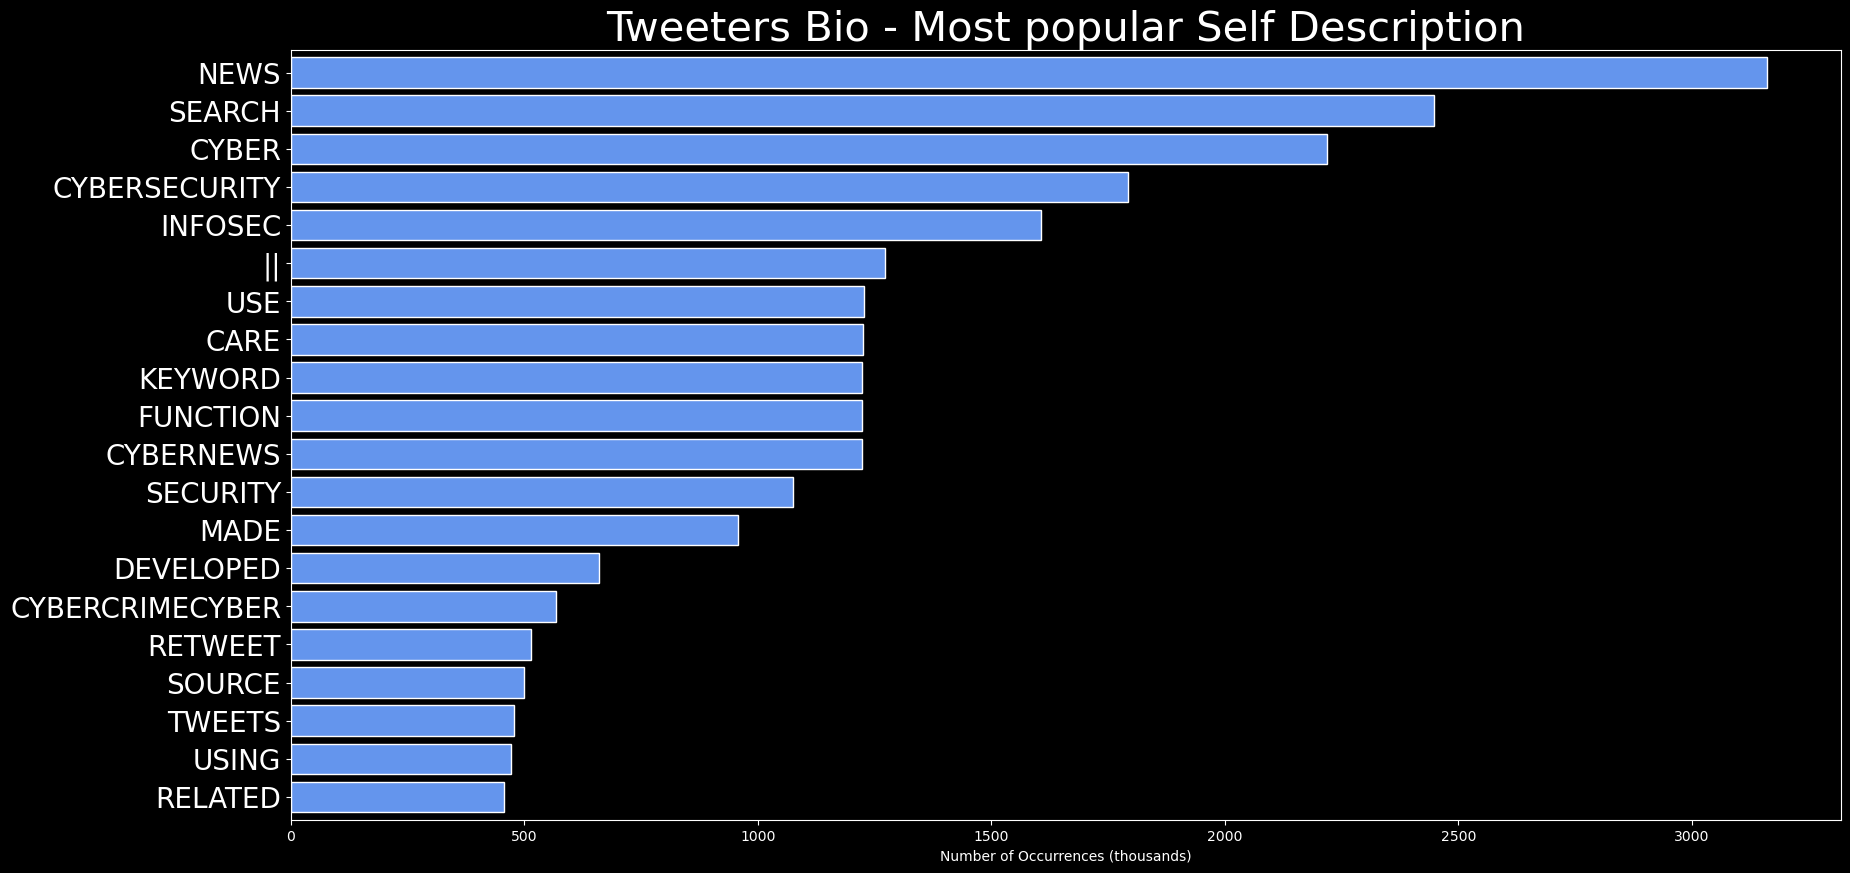 Tweeters Bio - Most popular Self Description
NEWS
SEARCH
CYBER
CYBERSECURITY
INFOSEC
||
USE
CARE
KEYWORD
FUNCTION
CYBERNEWS
SECURITY
MADE
DEVELOPED
CYBERCRIMECYBER
RETWEET
SOURCE
TWEETS
USING
RELATED
0 500 1000 1500 2000 2500 3000
Number of Occurrences (thousands)